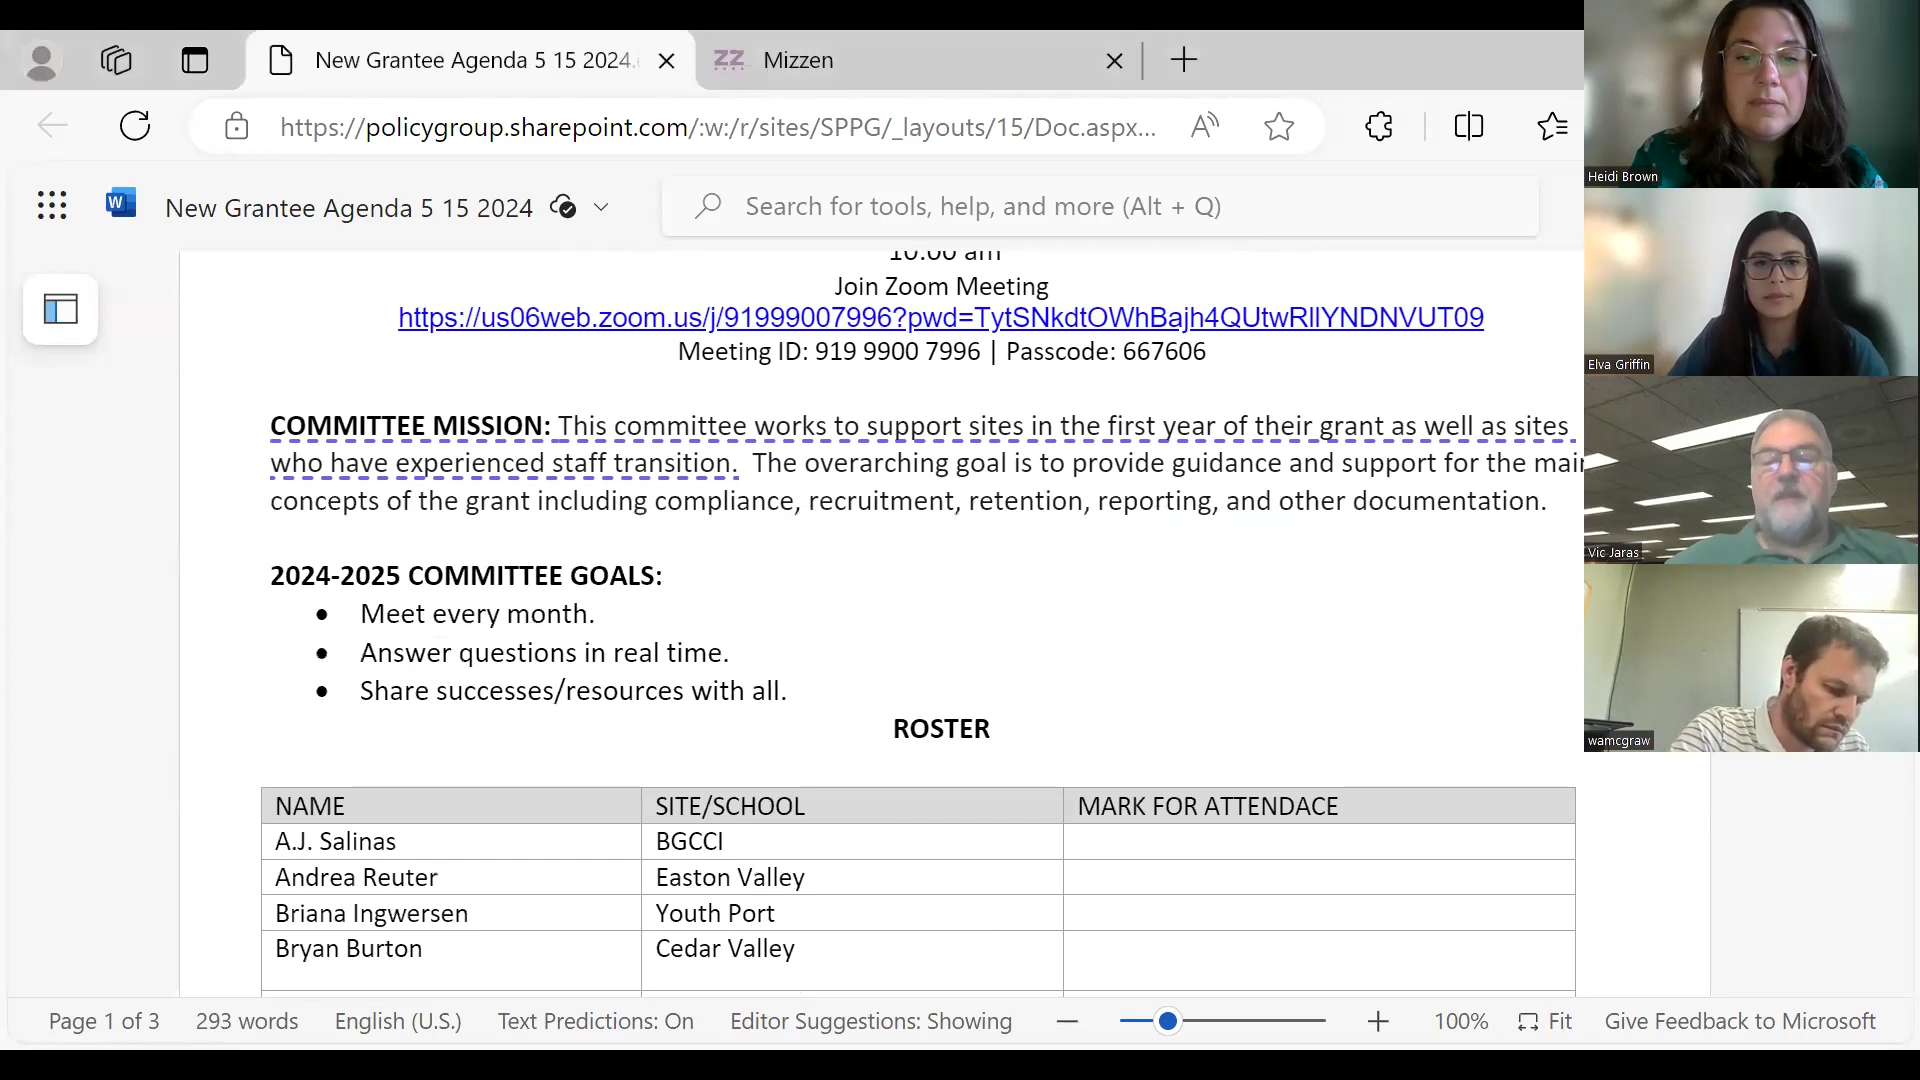 New Grantee Agenda 5 15 2024.
Mizzen
https://policygroup.sharepoint.com/:w:/r/sites/SPPG/_layouts/15/Doc.aspx...
W
New Grantee Agenda 5 15 2024
Search for tools, help, and more (Alt + Q)
10:00 am
Join Zoom Meeting
https://us06web.zoom.us/j/91999007996?pwd=TytSNkdtOWhBajh4QUtwRllYNDNVUT09
Meeting ID: 919 9900 7996 | Passcode: 667606
COMMITTEE MISSION: This committee works to support sites in the first year of their grant as well as sites
who have experienced staff transition. The overarching goal is to provide guidance and support for the main
concepts of the grant including compliance, recruitment, retention, reporting, and other documentation.
2024-2025 COMMITTEE GOALS:
• Meet every month.
• Answer questions in real time.
• Share successes/resources with all.
ROSTER
NAME SITE/SCHOOL MARK FOR ATTENDACE
A.J. Salinas BGCCI
Andrea Reuter Easton Valley
Briana Ingwersen Youth Port
Bryan Burton Cedar Valley
Page 1 of 3 293 words English (U.S.) Text Predictions: On Editor Suggestions: Showing 100% Fit Give Feedback to Microsoft
Heidi Brown
Elva Griffin
Vic Jaras
wamcgraw